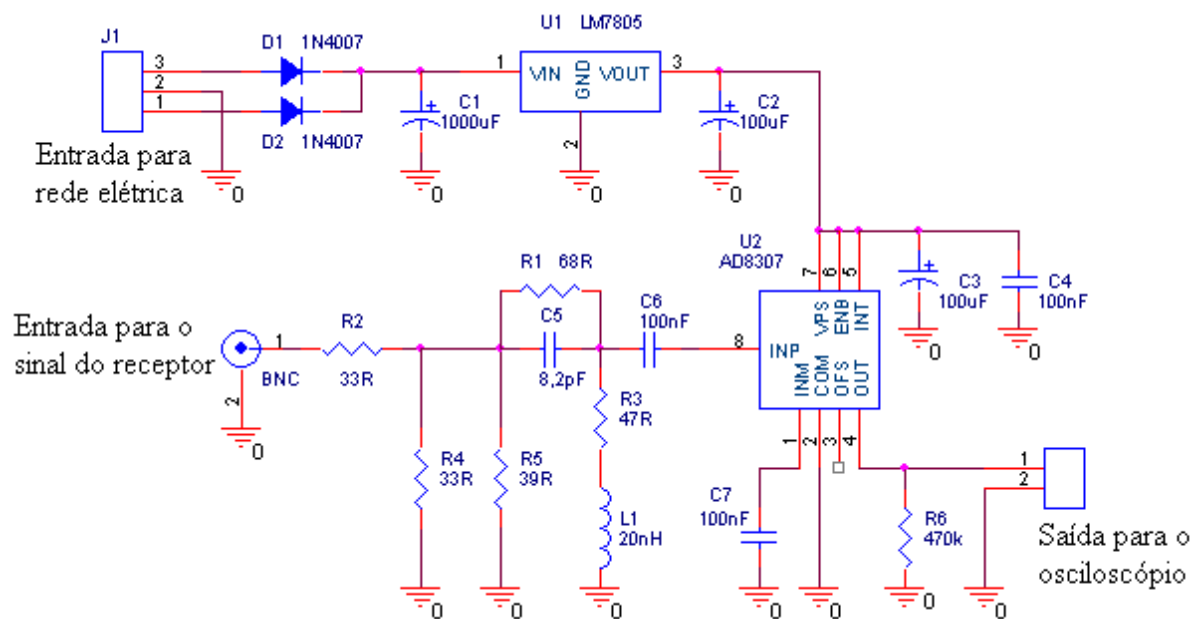 U1 LM7805
J1
D1 1N4007
3
2
1
1
VIN
GND
VOUT
3
C1
1000uF
C2
100uF
D2 1N4007
2
Entrada para
rede elétrica
0
0
0
0
U2
AD8307
R1 68R
7
6
5
C3
100uF
C4
100nF
C6
100nF
VPS
ENB
INT
0
0
Entrada para o
sinal do receptor
R2
C5
1
8
INP
BNC
33R
8,2pF
INM
COM
OFS
OUT
2
R3
47R
0
1
2
3
4
R4
33R
R5
39R
1
2
C7
100nF
L1
20nH
R6
470k
Saída para o
osciloscópio
0
0
0
0
0
0
0